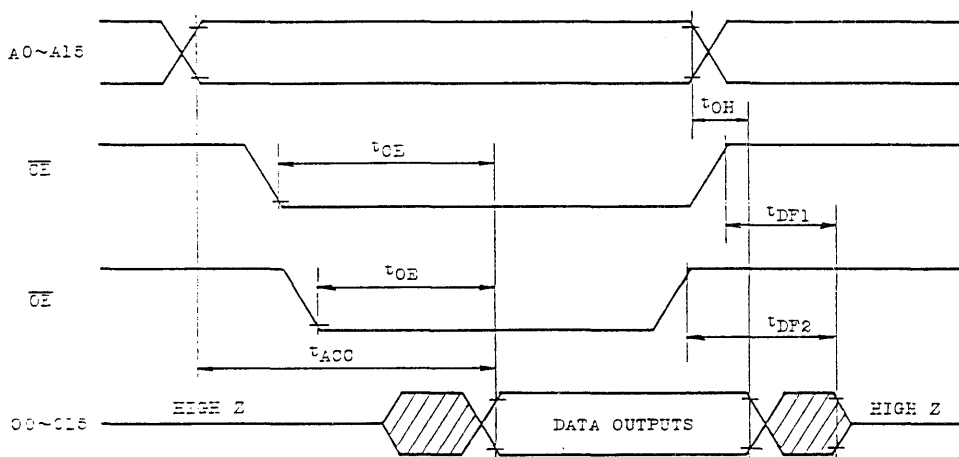 A0~A15
tOH
CE
tCE
tDF1
OE
tOE
tDF2
tACC
O0~O15
HIGH Z
DATA OUTPUTS
HIGH Z